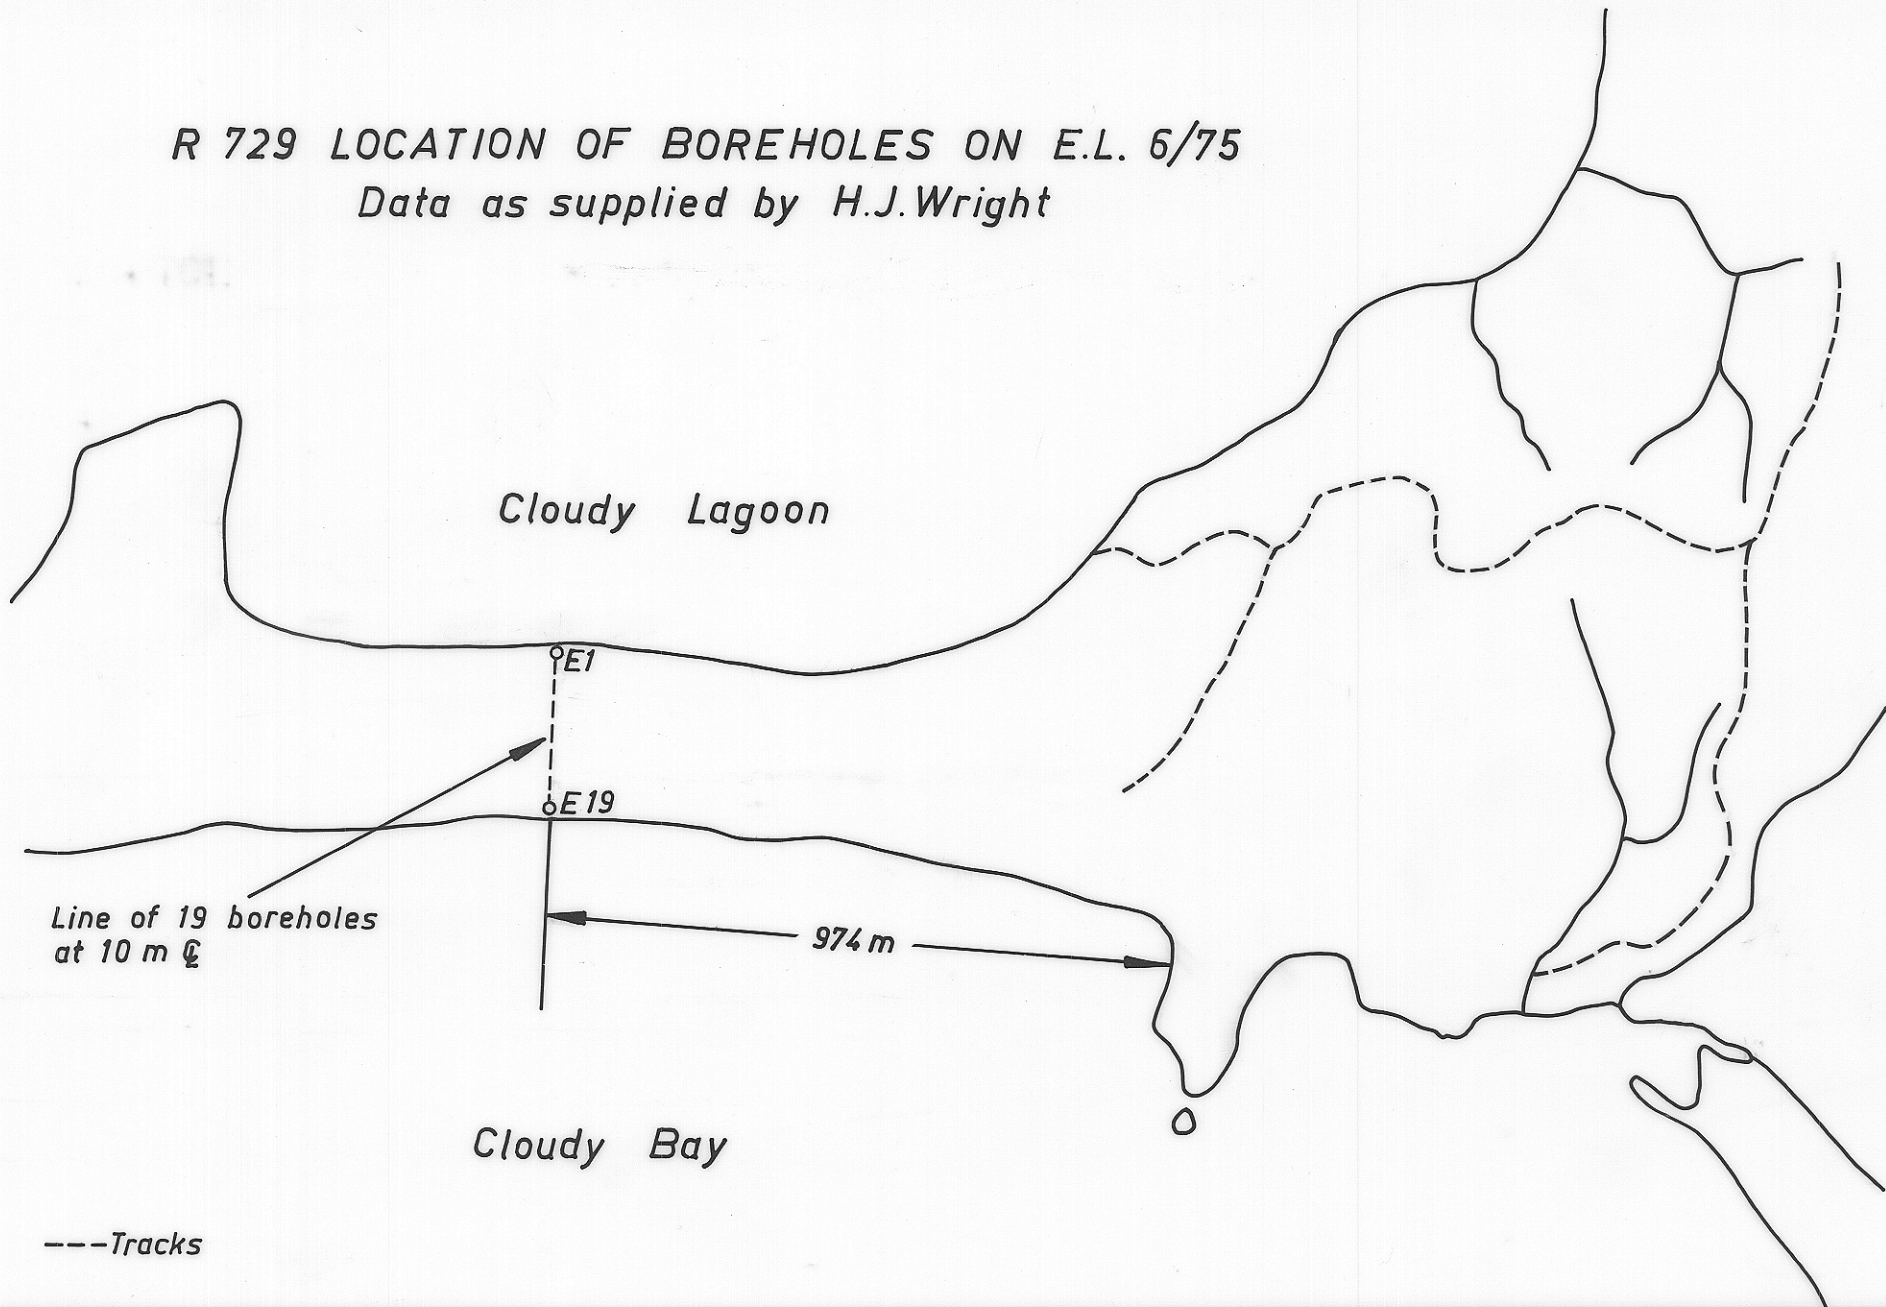 R 729 LOCATION OF BOREHOLES ON E.L. 6/75
Data as supplied by H.J.Wright
Cloudy Lagoon
E1
E19
Line of 19 boreholes
at 10 m ℄
974 m
Cloudy Bay
---Tracks